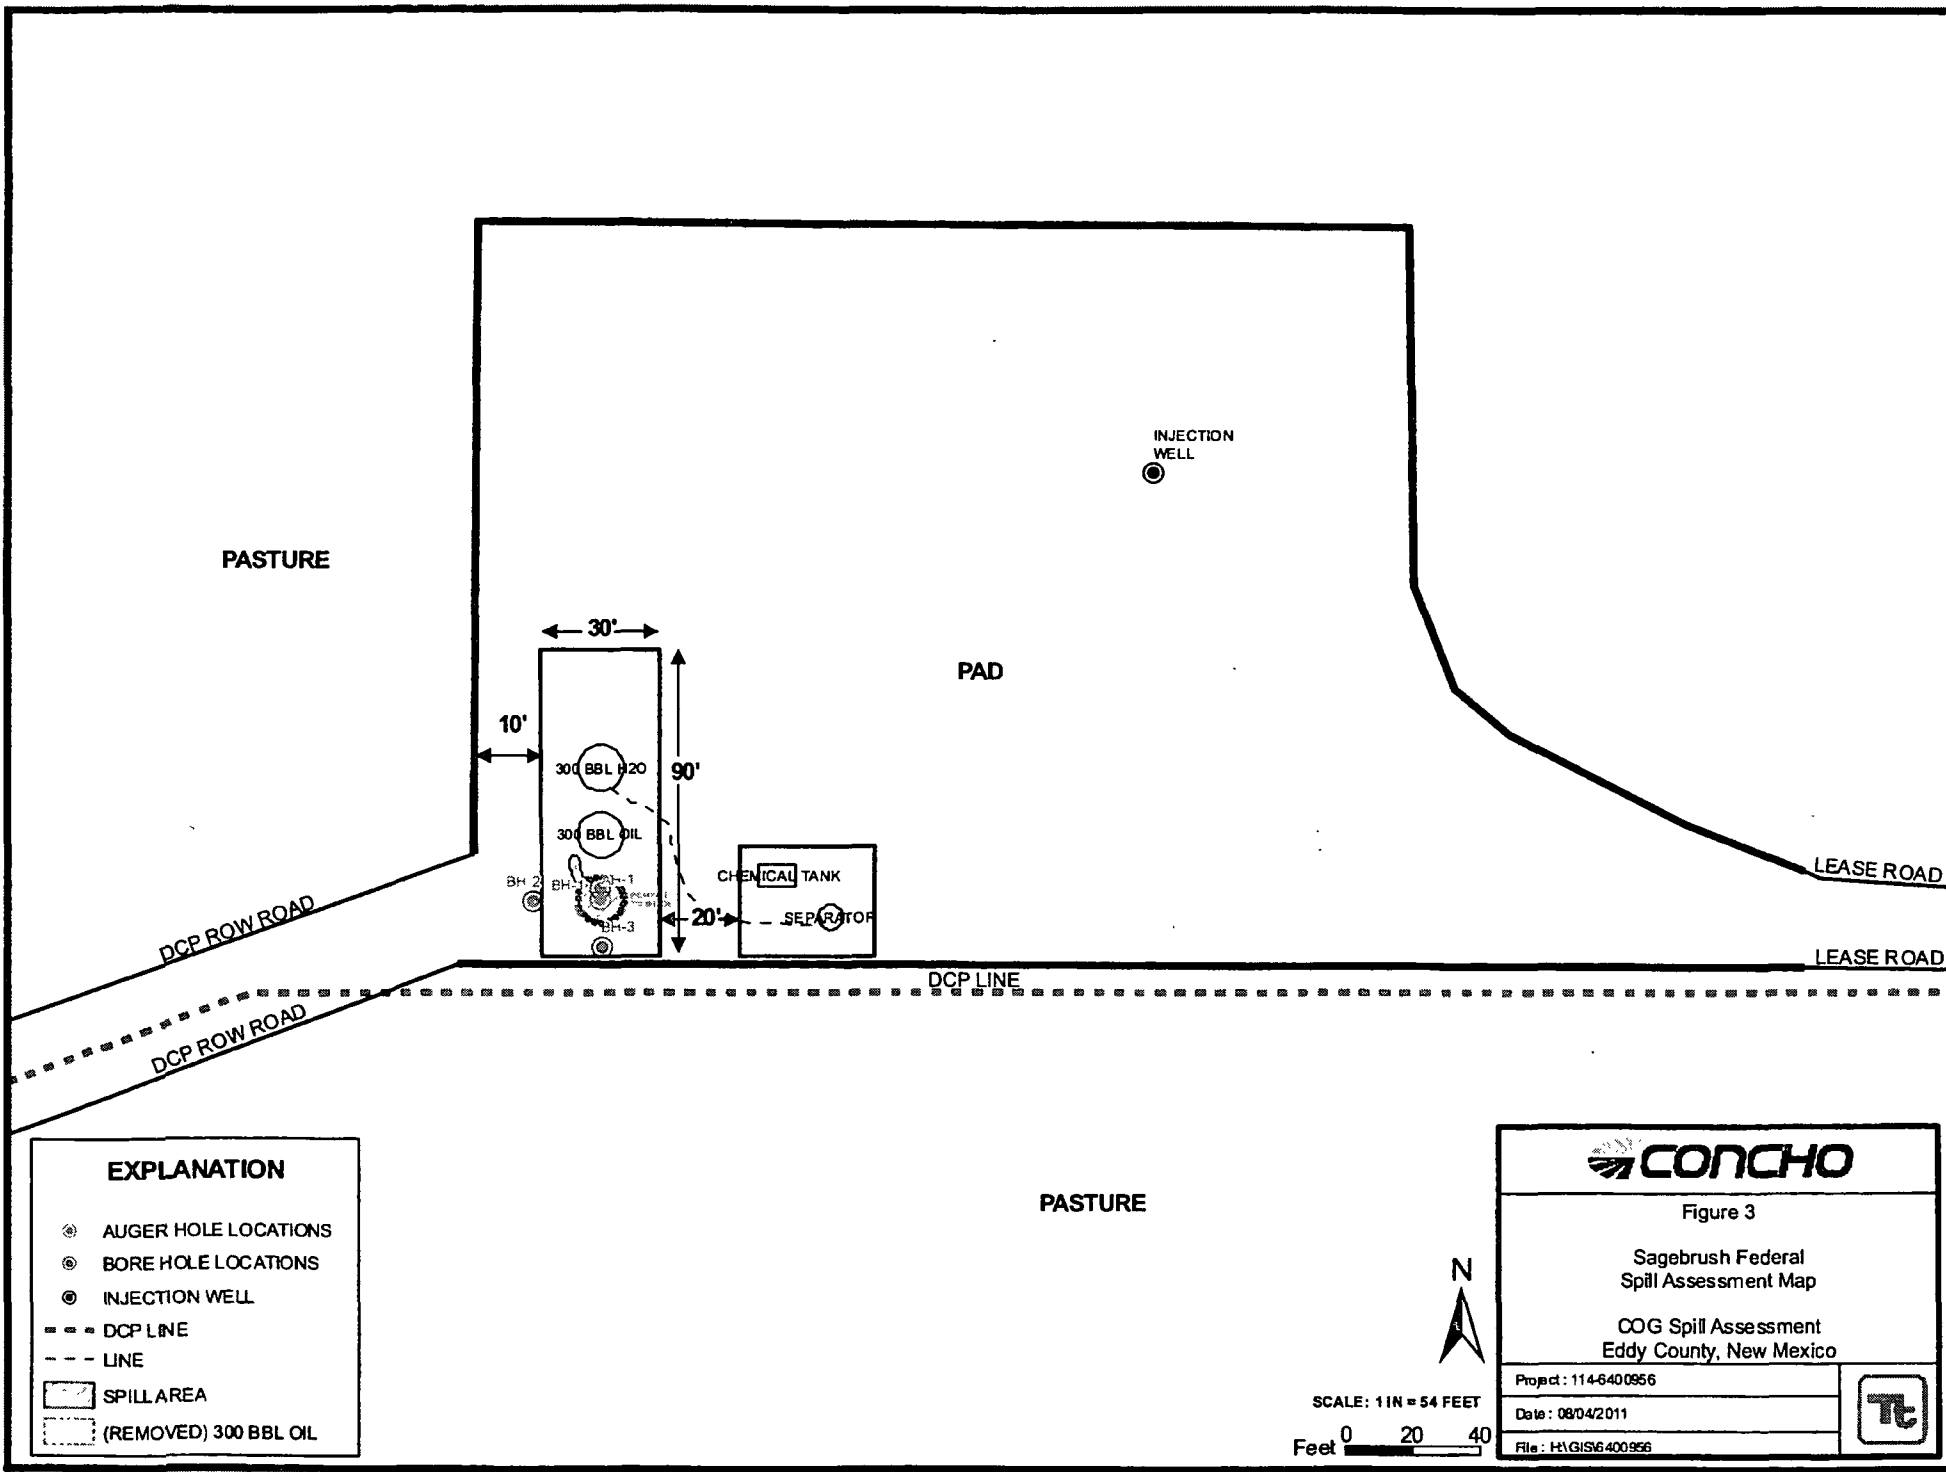 INJECTION
WELL
PASTURE
30'
PAD
10'
300 BBL H2O
90'
300 BBL OIL
LEASE ROAD
CHEMICAL TANK
BH-2
BH-1
AH-1
DCP ROW ROAD
20'
SEPARATOR
BH-3
LEASE ROAD
DCP LINE
DCP ROW ROAD
EXPLANATION
AUGER HOLE LOCATIONS
BORE HOLE LOCATIONS
INJECTION WELL
DCP LINE
LINE
SPILL AREA
(REMOVED) 300 BBL OIL
PASTURE
N
SCALE: 1 IN = 54 FEET
Feet 0 20 40
CONCHO
Figure 3
Sagebrush Federal
Spill Assessment Map
COG Spill Assessment
Eddy County, New Mexico
Project : 114-6400956
Date : 08/04/2011
File : H:\GIS\6400956
Tt